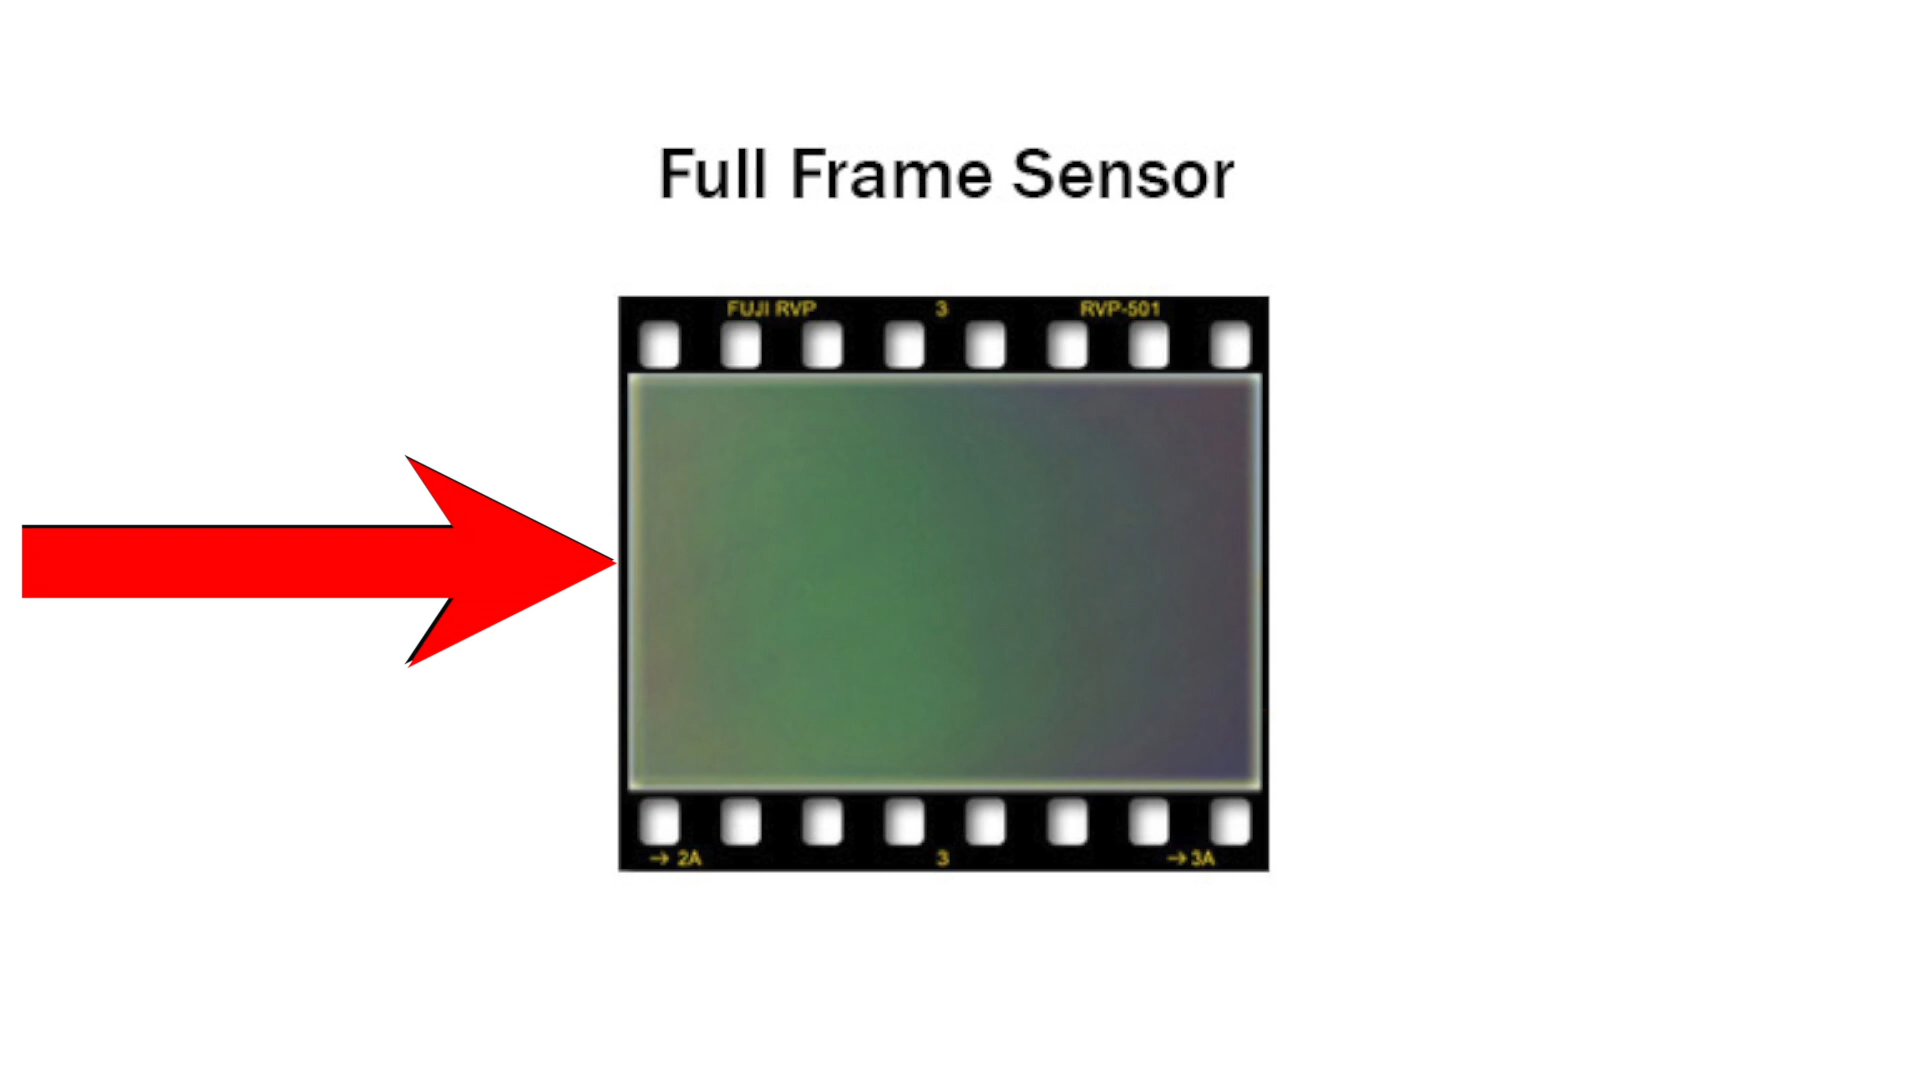 Full Frame Sensor
FUJI RVP 3 RVP-501
→ 2A 3 → 3A